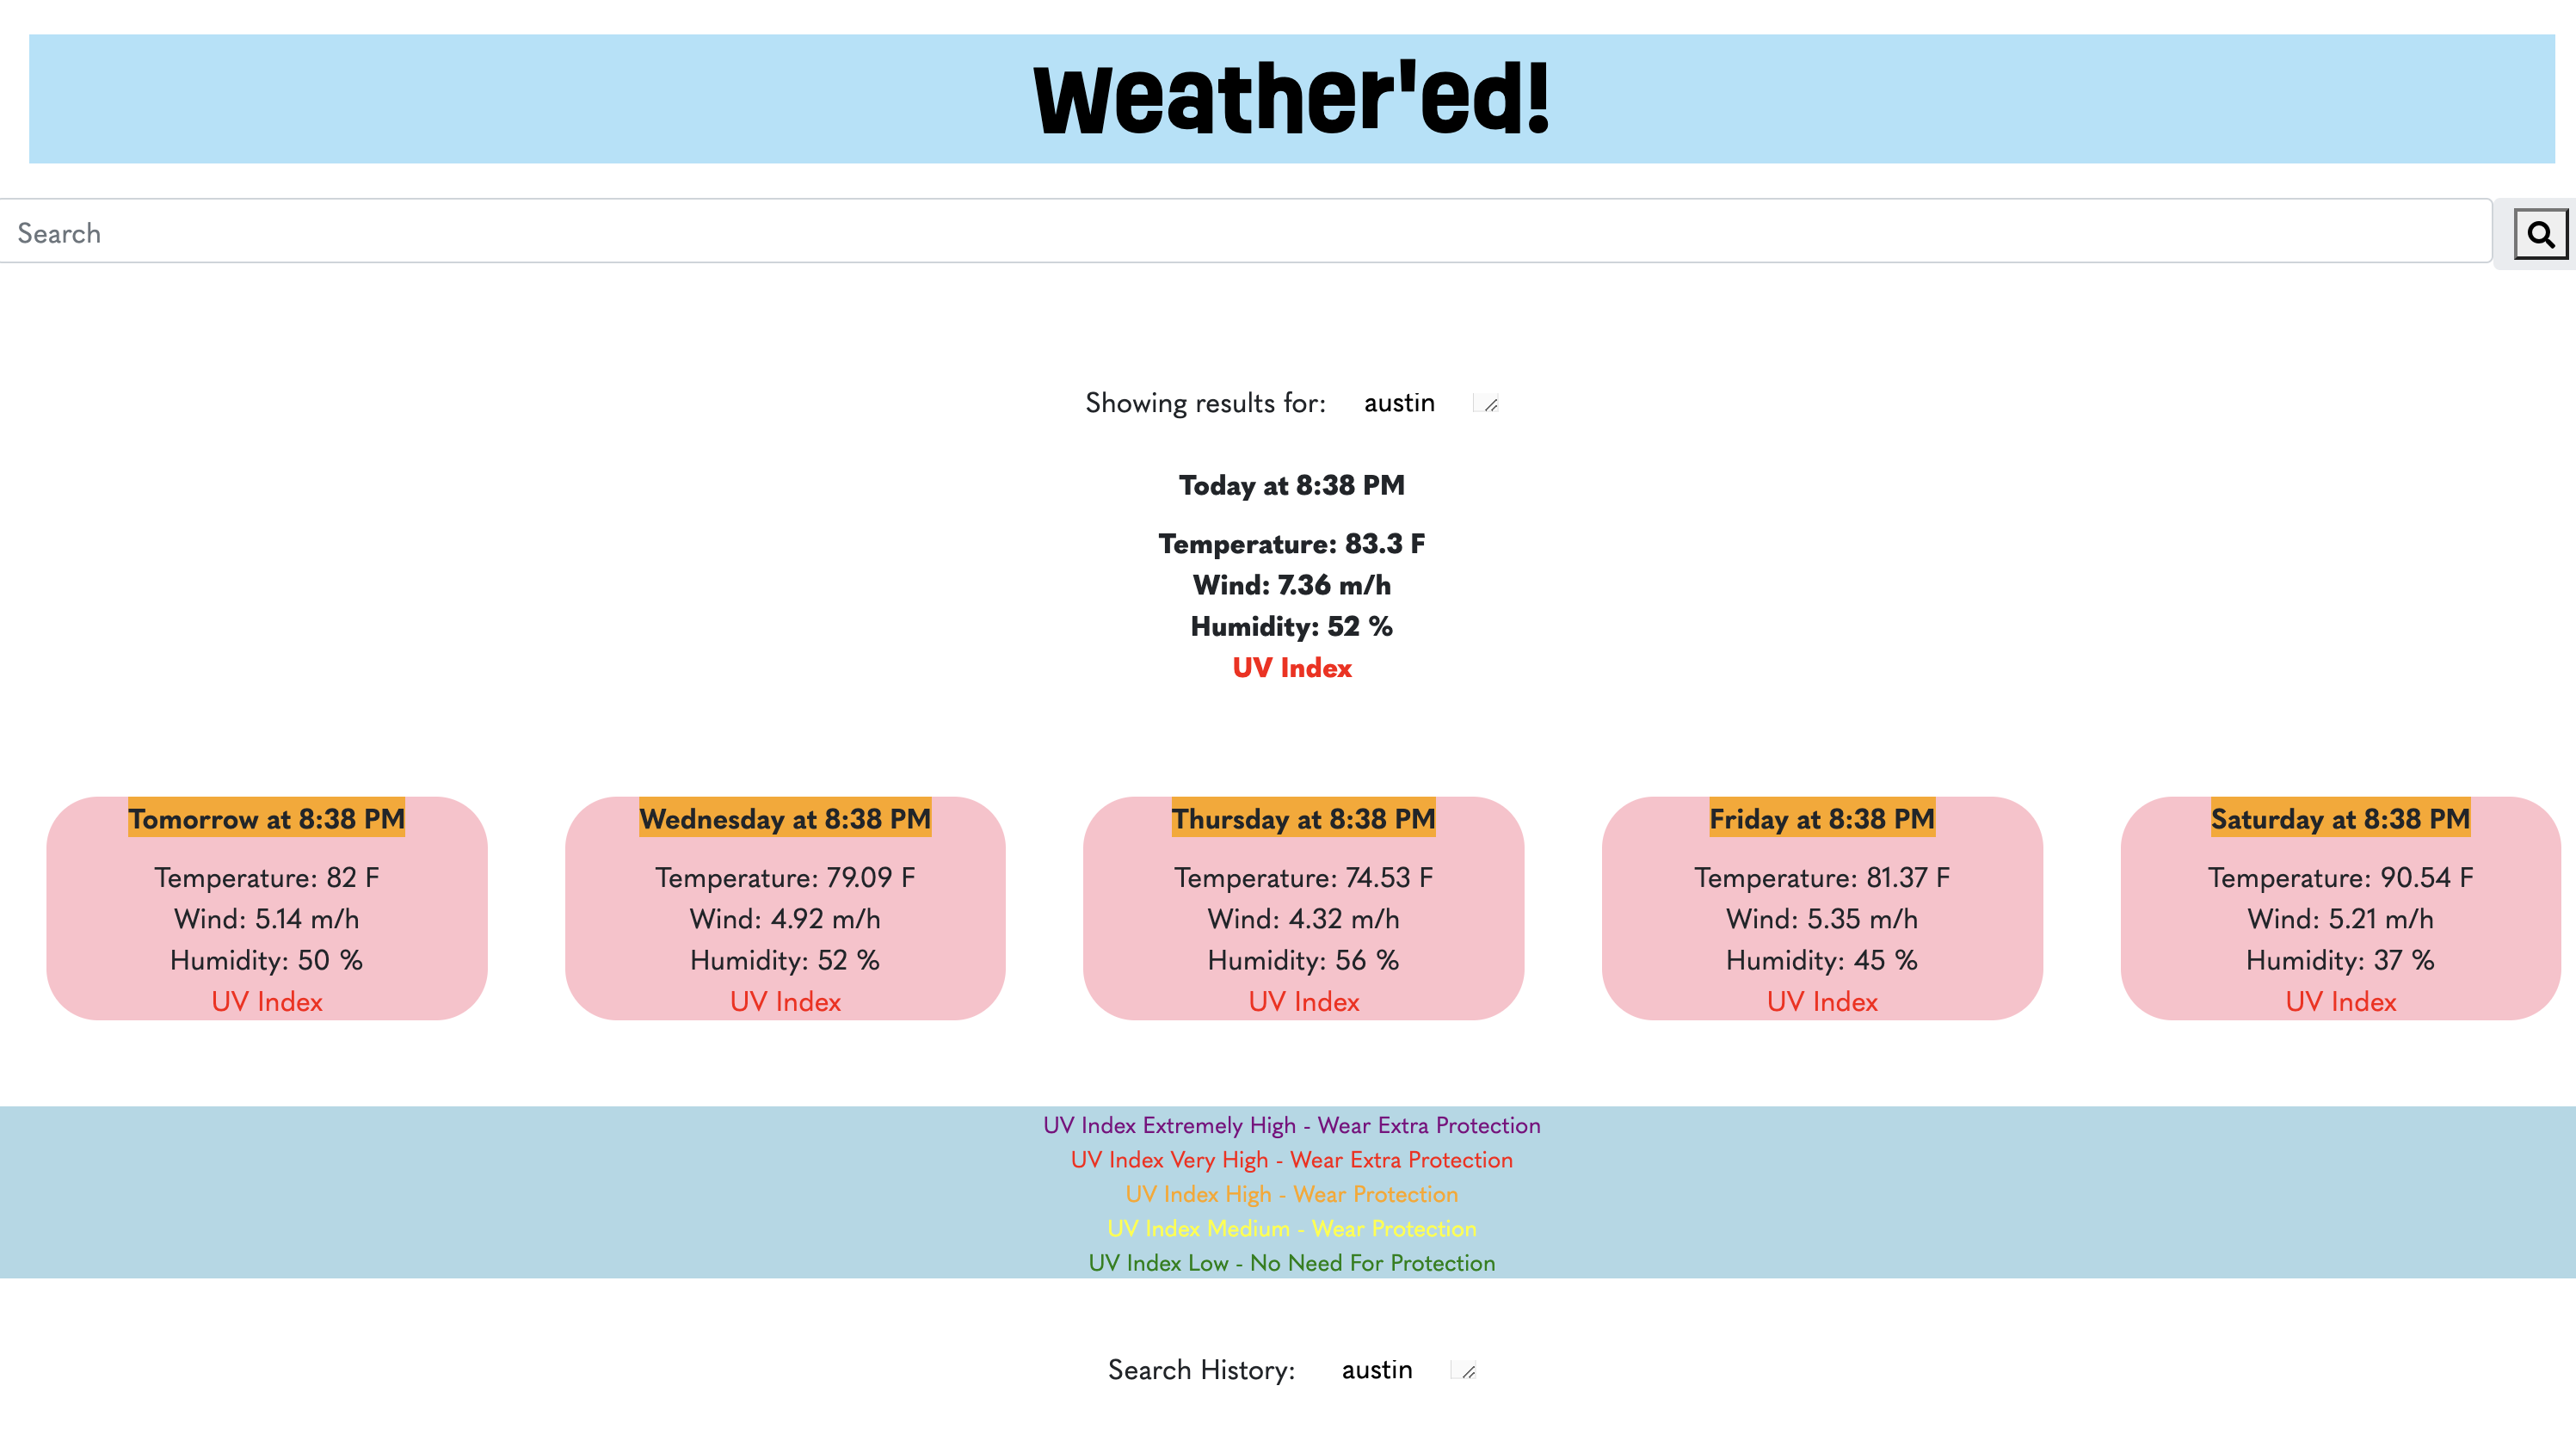 Weather'ed!
Search
Showing results for: austin
Today at 8:38 PM
Temperature: 83.3 F
Wind: 7.36 m/h
Humidity: 52 %
UV Index
Tomorrow at 8:38 PM
Temperature: 82 F
Wind: 5.14 m/h
Humidity: 50 %
UV Index
Wednesday at 8:38 PM
Temperature: 79.09 F
Wind: 4.92 m/h
Humidity: 52 %
UV Index
Thursday at 8:38 PM
Temperature: 74.53 F
Wind: 4.32 m/h
Humidity: 56 %
UV Index
Friday at 8:38 PM
Temperature: 81.37 F
Wind: 5.35 m/h
Humidity: 45 %
UV Index
Saturday at 8:38 PM
Temperature: 90.54 F
Wind: 5.21 m/h
Humidity: 37 %
UV Index
UV Index Extremely High - Wear Extra Protection
UV Index Very High - Wear Extra Protection
UV Index High - Wear Protection
UV Index Medium - Wear Protection
UV Index Low - No Need For Protection
Search History: austin